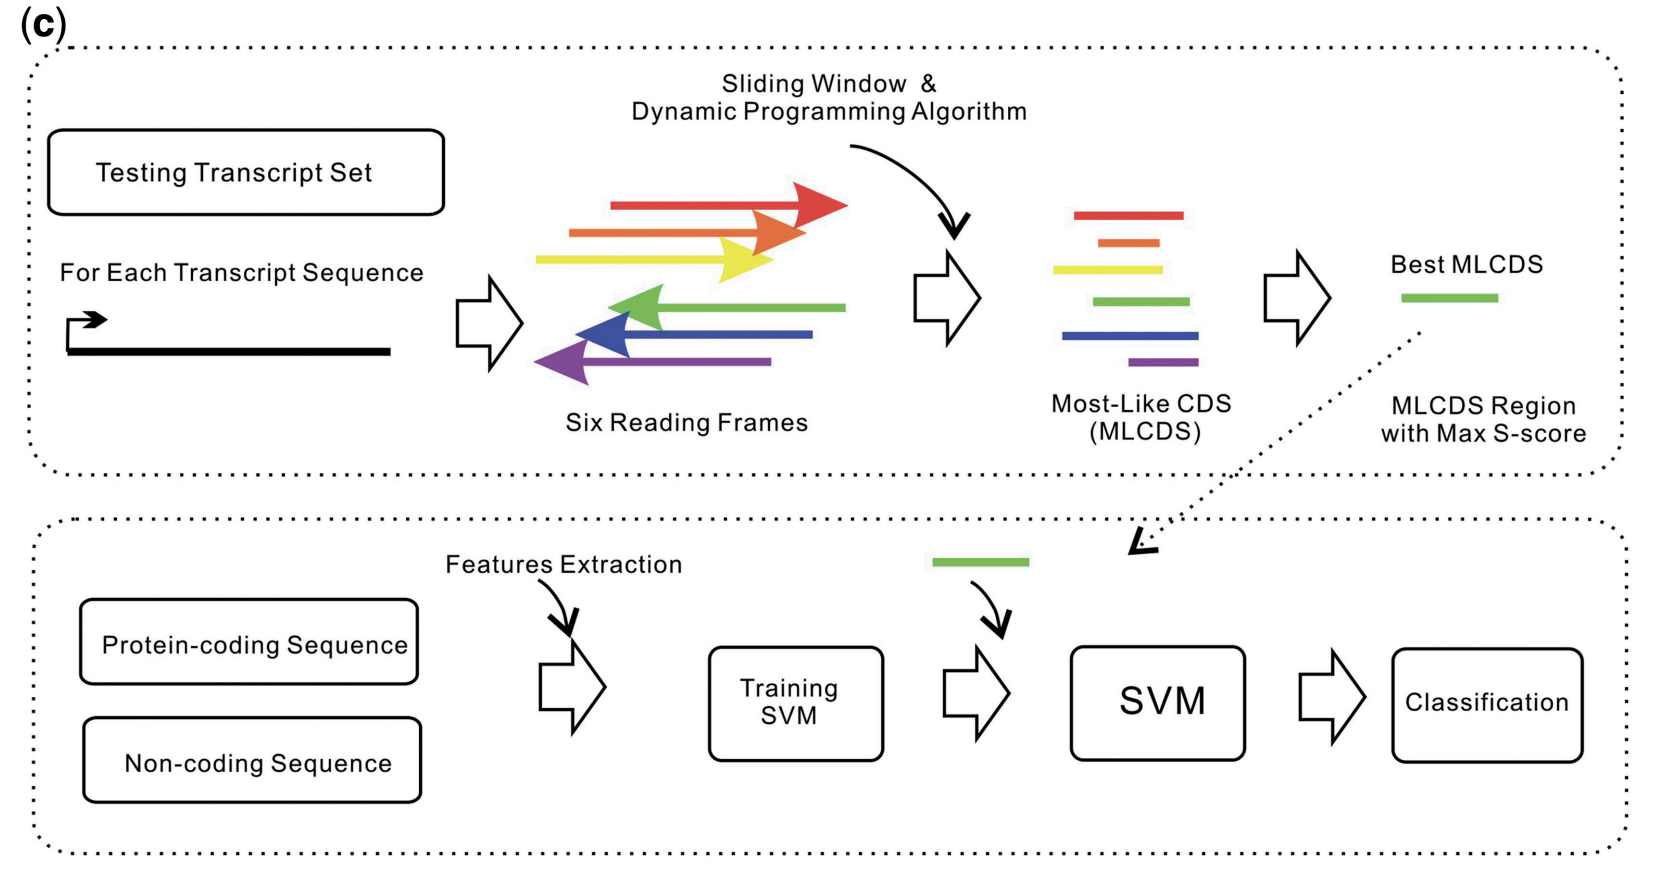 (c)
Sliding Window &
Dynamic Programming Algorithm
Testing Transcript Set
For Each Transcript Sequence
Six Reading Frames
Most-Like CDS
(MLCDS)
Best MLCDS
MLCDS Region
with Max S-score
Features Extraction
Protein-coding Sequence
Non-coding Sequence
Training
SVM
SVM
Classification